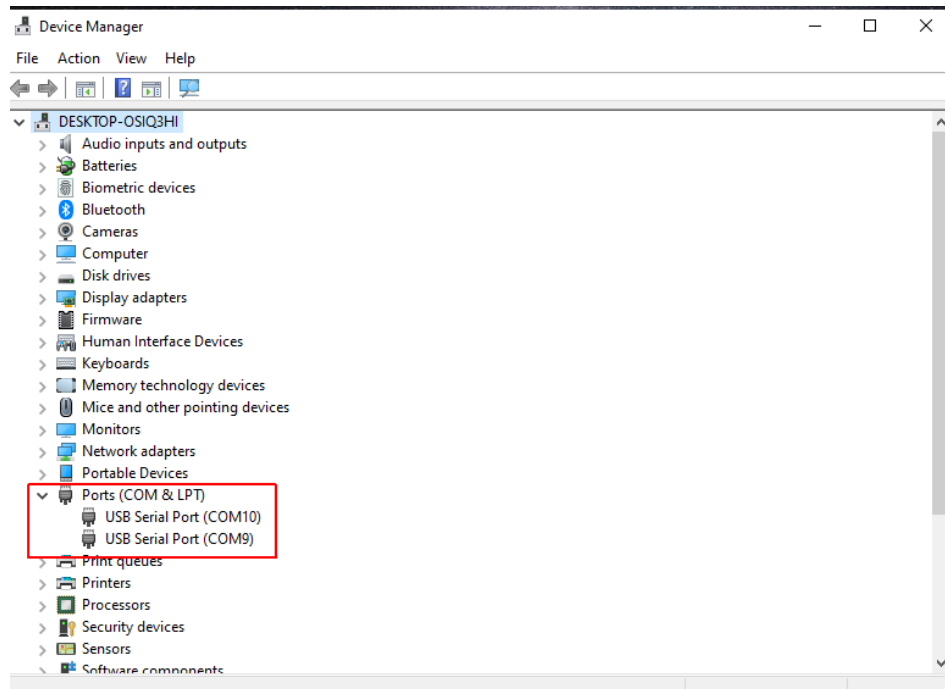 Device Manager
File Action View Help
DESKTOP-OSIQ3HI
Audio inputs and outputs
Batteries
Biometric devices
Bluetooth
Cameras
Computer
Disk drives
Display adapters
Firmware
Human Interface Devices
Keyboards
Memory technology devices
Mice and other pointing devices
Monitors
Network adapters
Portable Devices
Ports (COM & LPT)
USB Serial Port (COM10)
USB Serial Port (COM9)
Print queues
Printers
Processors
Security devices
Sensors
Software components